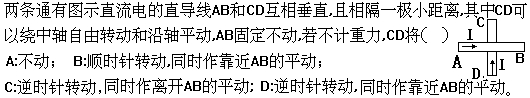 两条通有图示直流电的直导线AB和CD互相垂直,且相隔一极小距离,其中CD可
以绕中轴自由转动和沿轴平动,AB固定不动,若不计重力,CD将(  )
A:不动;  B:顺时针转动,同时作靠近AB的平动;
C:逆时针转动,同时作离开AB的平动; D:逆时针转动,同时作靠近AB的平动。
C
I
A B
D I